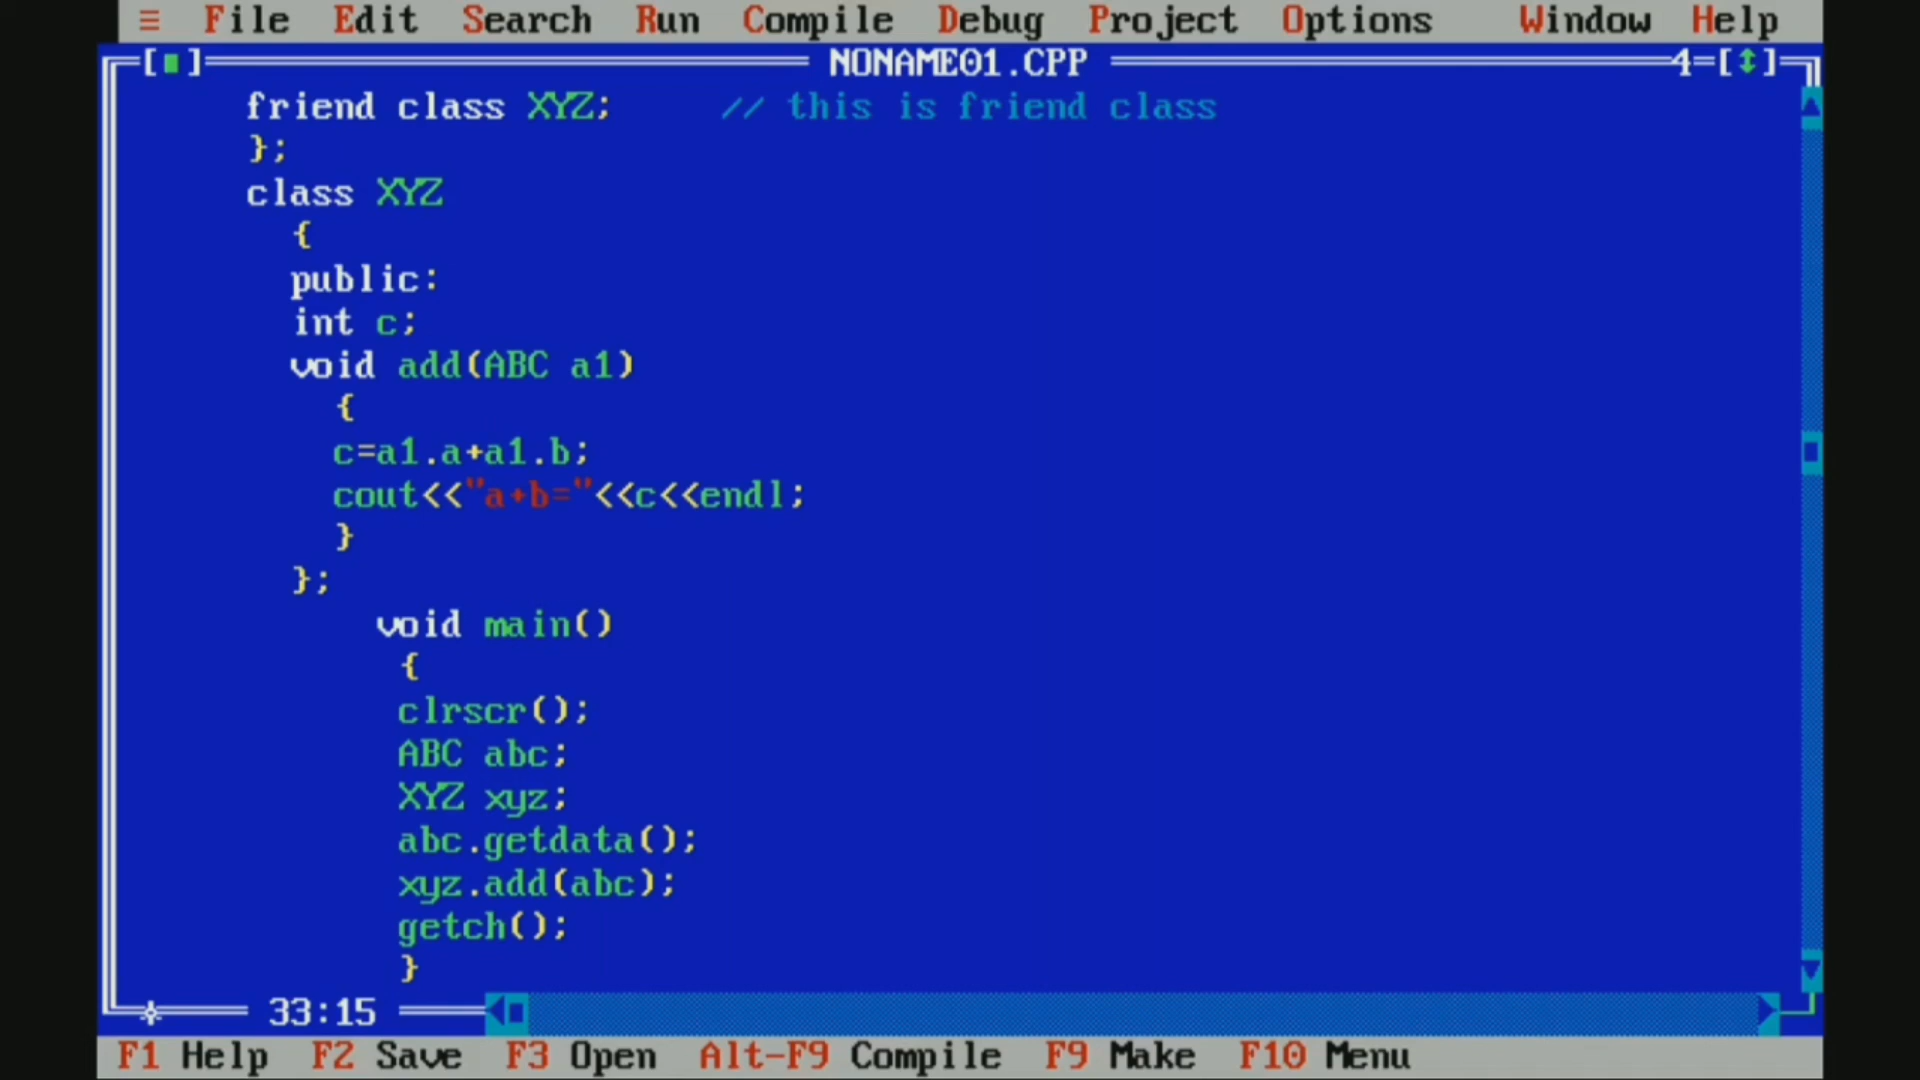 ≡ File Edit Search Run Compile Debug Project Options Window Help
[■] NONAME01.CPP 4=[↕]
friend class XYZ; // this is friend class
};
class XYZ
{
public:
int c;
void add(ABC a1)
{
c=a1.a+a1.b;
cout<<"a+b="<<c<<endl;
}
};
void main()
{
clrscr();
ABC abc;
XYZ xyz;
abc.getdata();
xyz.add(abc);
getch();
}
33:15
F1 Help F2 Save F3 Open Alt-F9 Compile F9 Make F10 Menu